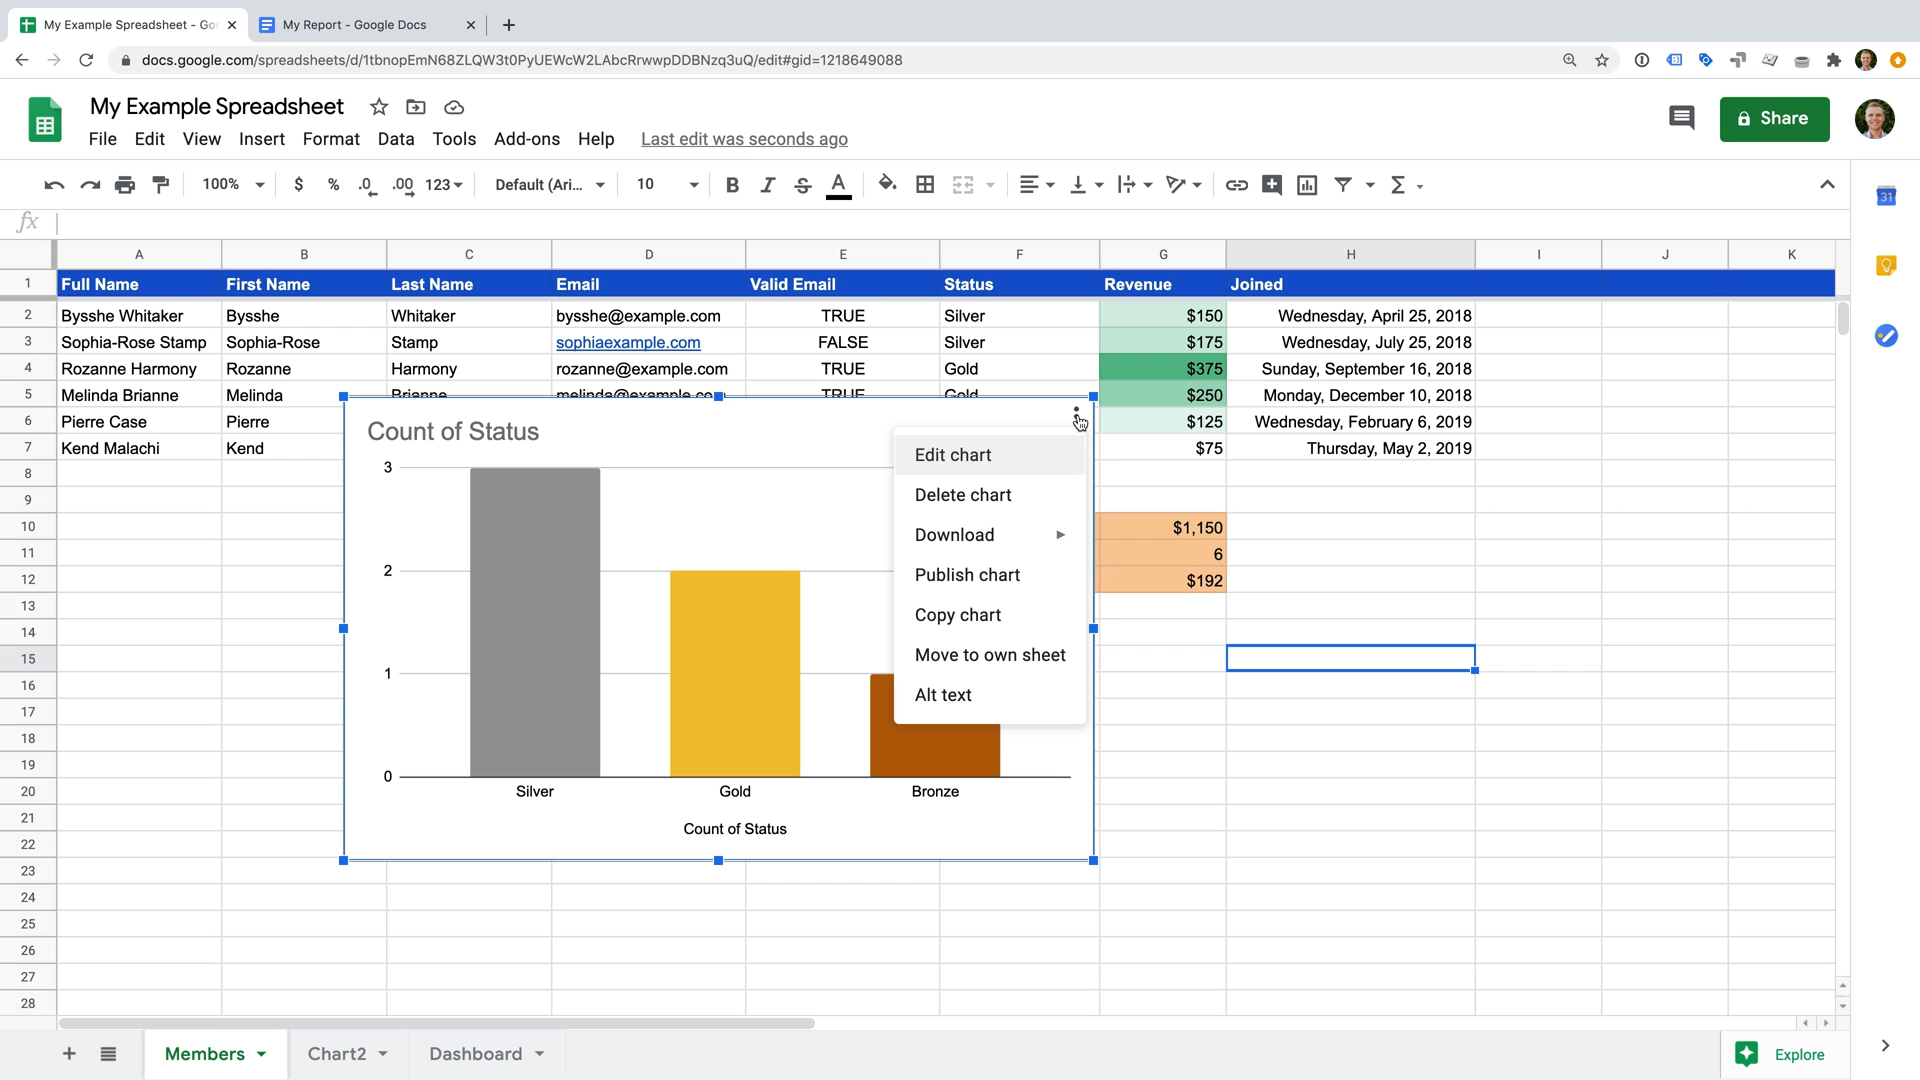 My Example Spreadsheet - Goo
My Report - Google Docs
docs.google.com/spreadsheets/d/1tbnopEmN68ZLQW3t0PyUEWcW2LAbcRrwwpDDBNzq3uQ/edit#gid=1218649088
My Example Spreadsheet
File Edit View Insert Format Data Tools Add-ons Help Last edit was seconds ago
Share
100% $ % .0 .00 123 Default (Ari... 10 B I S A
31
fx
A B C D E F G H I J K
1 Full Name First Name Last Name Email Valid Email Status Revenue Joined
2 Bysshe Whitaker Bysshe Whitaker bysshe@example.com TRUE Silver $150 Wednesday, April 25, 2018
3 Sophia-Rose Stamp Sophia-Rose Stamp sophiaexample.com FALSE Silver $175 Wednesday, July 25, 2018
4 Rozanne Harmony Rozanne Harmony rozanne@example.com TRUE Gold $375 Sunday, September 16, 2018
5 Melinda Brianne Melinda Brianne melinda@example.co TRUE Gold $250 Monday, December 10, 2018
6 Pierre Case Pierre $125 Wednesday, February 6, 2019
7 Kend Malachi Kend $75 Thursday, May 2, 2019
8
9
10 $1,150
11 6
12 $192
13
14
15
16
17
18
19
20
21
22
23
24
25
26
27
28
Count of Status
3
2
1
0
Silver Gold Bronze
Count of Status
Edit chart
Delete chart
Download
Publish chart
Copy chart
Move to own sheet
Alt text
Members Chart2 Dashboard
Explore